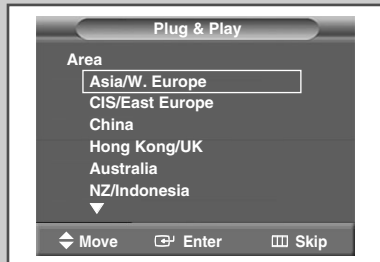 Plug & Play
Area
Asia/W. Europe
CIS/East Europe
China
Hong Kong/UK
Australia
NZ/Indonesia
Move Enter Skip